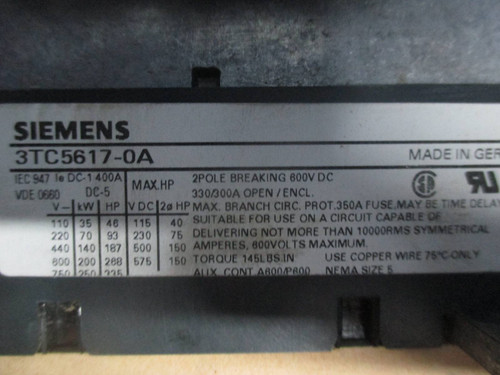 SIEMENS
3TC5617-0A MADE IN GER
IEC 947 Ie DC-1 400A MAX.HP 2POLE BREAKING 600V DC
VDE 0660 DC-5 330/300A OPEN / ENCL.
V— kW HP V DC 2ø HP MAX. BRANCH CIRC. PROT.350A FUSE,MAY BE TIME DELAY
110 35 46 115 40 SUITABLE FOR USE ON A CIRCUIT CAPABLE OF
220 70 93 230 75 DELIVERING NOT MORE THAN 10000RMS SYMMETRICAL
440 140 187 500 150 AMPERES, 600VOLTS MAXIMUM.
600 200 268 575 150 TORQUE 145LBS.IN USE COPPER WIRE 75°C-ONLY
750 250 335 AUX. CONT A600/P600 NEMA SIZE 5